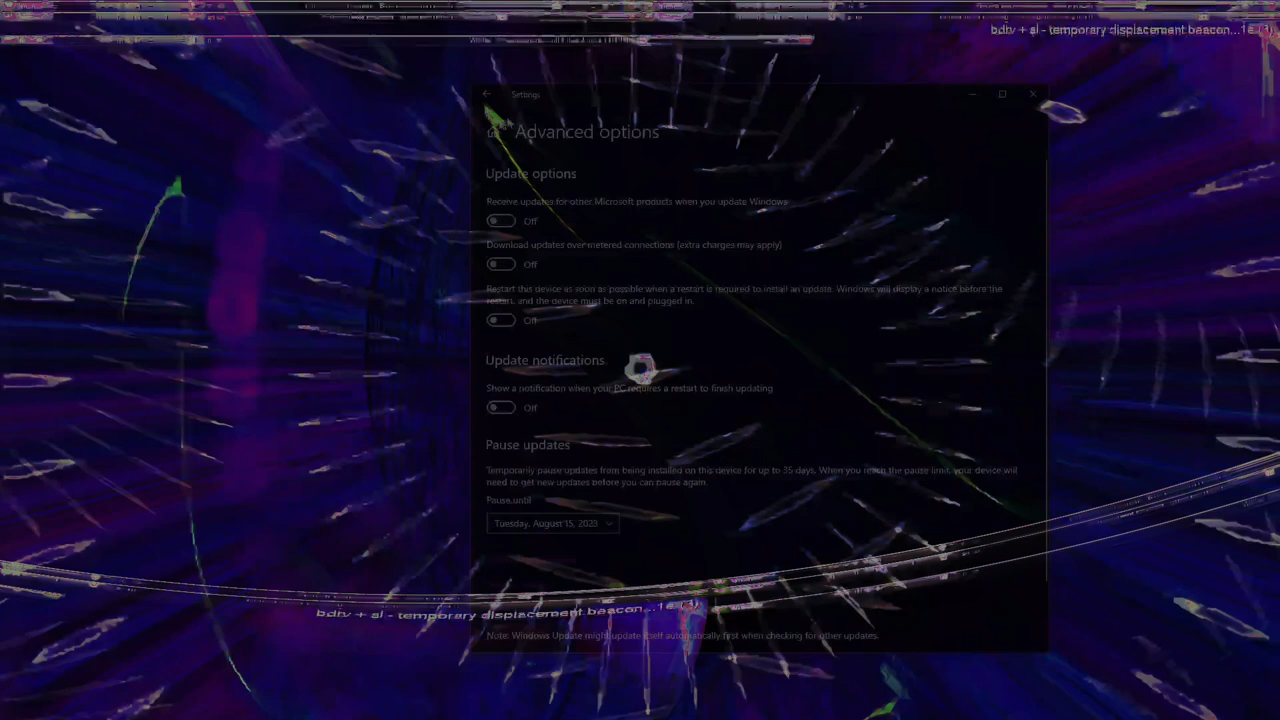 bdrv + al - temporary displacement beacon...1e (1)
Settings
Advanced options
Update options
Receive updates for other Microsoft products when you update Windows
Off
Download updates over metered connections (extra charges may apply)
Off
Restart this device as soon as possible when a restart is required to install an update. Windows will display a notice before the
restart, and the device must be on and plugged in.
Off
Update notifications
Show a notification when your PC requires a restart to finish updating
Off
Pause updates
Temporarily pause updates from being installed on this device for up to 35 days. When you reach the pause limit, your device will
need to get new updates before you can pause again.
Pause until
Tuesday, August 15, 2023
bdrv + al - temporary displacement beacon...1e (1)
Note: Windows Update might update itself automatically first when checking for other updates.